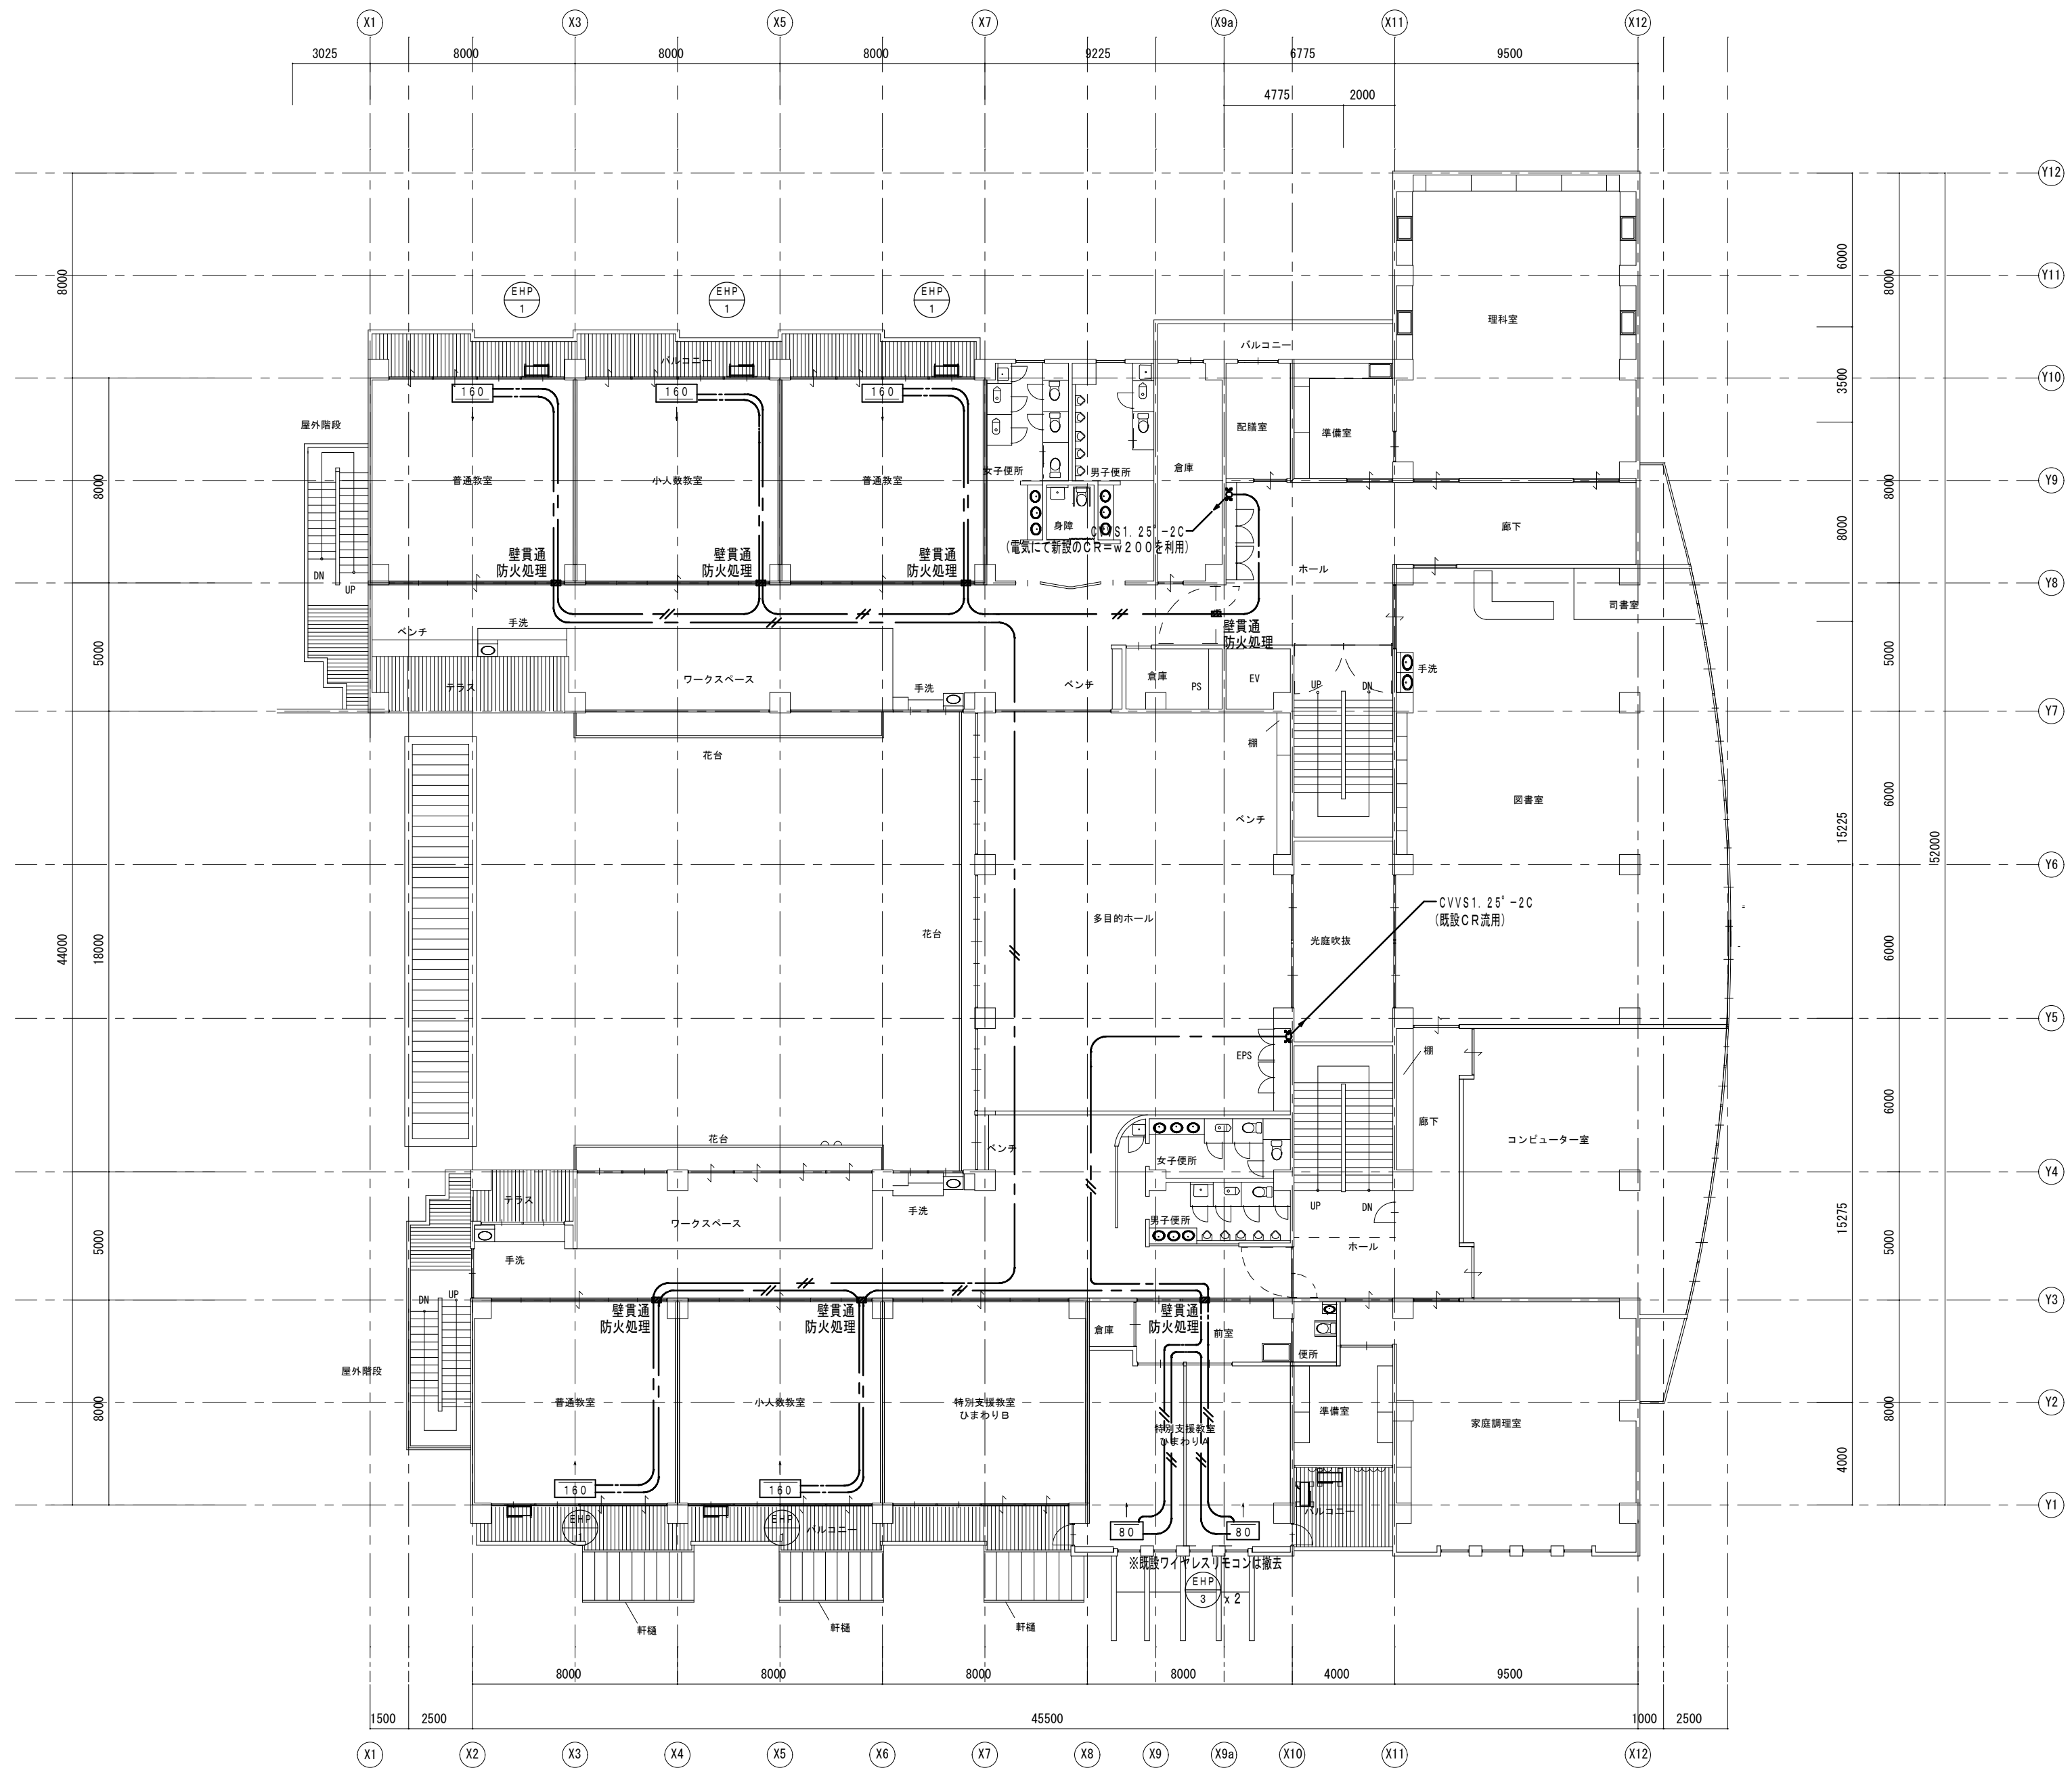 X1
X3
X5
X7
X9a
X11
X12
3025
8000
8000
8000
9225
6775
9500
4775
2000
Y12
8000
6000
8000
Y11
EHP
1
EHP
1
EHP
1
理科室
バルコニー
バルコニー
160
160
160
3500
Y10
屋外階段
配膳室
準備室
女子便所
男子便所
倉庫
普通教室
小人数教室
普通教室
8000
8000
Y9
身障
CVVS1.25゜-2C
(電気にて新設のCR=w200を利用)
廊下
8000
壁貫通
防火処理
壁貫通
防火処理
壁貫通
防火処理
ホール
DN
UP
Y8
司書室
手洗
ベンチ
壁貫通
防火処理
5000
5000
手洗
ワークスペース
テラス
手洗
ベンチ
倉庫
PS
EV
UP
DN
Y7
花台
棚
図書室
6000
15225
ベンチ
52000
Y6
CVVS1.25゜-2C
(既設CR流用)
多目的ホール
花台
光庭吹抜
44000
18000
6000
Y5
EPS
棚
6000
廊下
花台
コンピューター室
ベンチ
女子便所
Y4
テラス
手洗
UP
DN
男子便所
ワークスペース
15275
5000
5000
ホール
手洗
DN
UP
Y3
壁貫通
防火処理
壁貫通
防火処理
壁貫通
防火処理
倉庫
前室
便所
屋外階段
普通教室
小人数教室
特別支援教室
ひまわりB
8000
8000
Y2
準備室
家庭調理室
特別支援教室
ひまわりA
4000
160
160
Y1
バルコニー
EHP
1
EHP
1
バルコニー
80
80
※既設ワイヤレスリモコンは撤去
EHP
3
x2
軒樋
軒樋
軒樋
8000
8000
8000
8000
4000
9500
1500
2500
45500
1000
2500
X1
X2
X3
X4
X5
X6
X7
X8
X9
X9a
X10
X11
X12